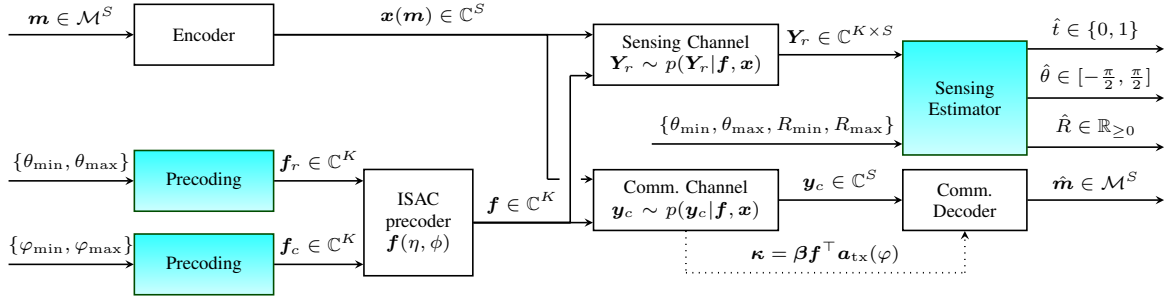 𝒎 ∈ ℳ^S
Encoder
𝒙(𝒎) ∈ ℂ^S
Sensing Channel
𝒀_r ∼ p(𝒀_r|𝒇, 𝒙)
𝒀_r ∈ ℂ^{K×S}
{θ_min, θ_max, R_min, R_max}
Sensing
Estimator
t̂ ∈ {0, 1}
θ̂ ∈ [−π/2, π/2]
R̂ ∈ ℝ_{≥0}
{θ_min, θ_max}
Precoding
𝒇_r ∈ ℂ^K
{φ_min, φ_max}
Precoding
𝒇_c ∈ ℂ^K
ISAC
precoder
𝒇(η, ϕ)
𝒇 ∈ ℂ^K
Comm. Channel
𝒚_c ∼ p(𝒚_c|𝒇, 𝒙)
𝒚_c ∈ ℂ^S
Comm.
Decoder
𝒎̂ ∈ ℳ^S
𝜿 = 𝜷𝒇^⊤ 𝒂_tx(φ)